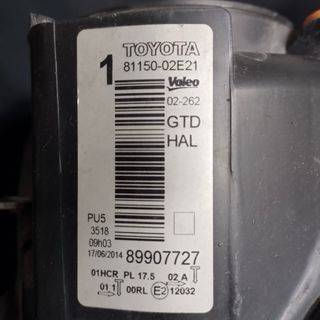 TOYOTA
1 81150-02E21
Valeo
02-262
GTD
HAL
PU5
3518
09h03
17/06/2014 89907727
01HCR PL 17.5 02 A T
01 1 T 00RL E2 12032